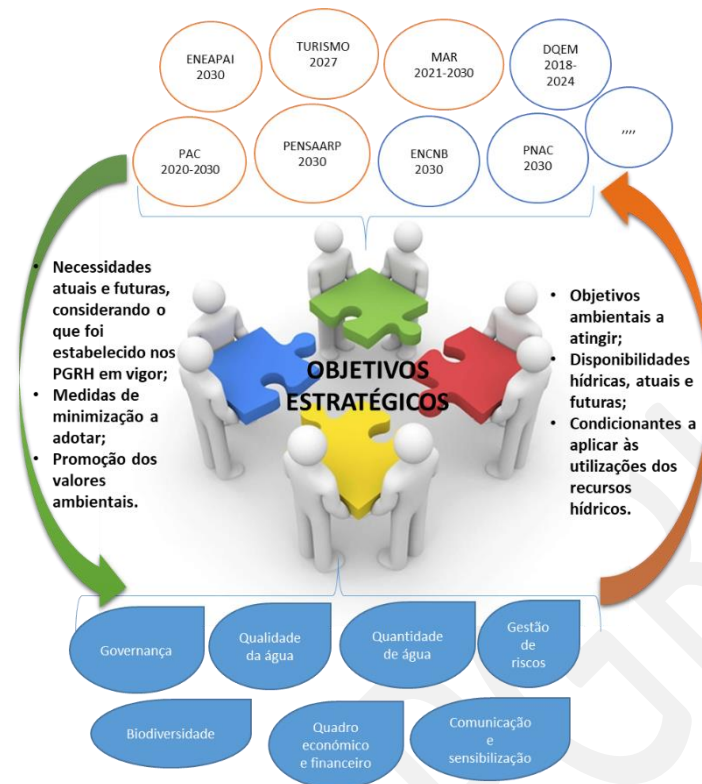 ENEAPAI
2030
TURISMO
2027
MAR
2021-2030
DQEM
2018-
2024
PAC
2020-2030
PENSAARP
2030
ENCNB
2030
PNAC
2030
,,,,
• Necessidades
atuais e futuras,
considerando o
que foi
estabelecido nos
PGRH em vigor;
• Medidas de
minimização a
adotar;
• Promoção dos
valores
ambientais.
OBJETIVOS
ESTRATÉGICOS
• Objetivos
ambientais a
atingir;
• Disponibilidades
hídricas, atuais e
futuras;
• Condicionantes a
aplicar às
utilizações dos
recursos
hídricos.
Governança
Qualidade
da água
Quantidade
de água
Gestão
de
riscos
Biodiversidade
Quadro
económico
e financeiro
Comunicação
e
sensibilização